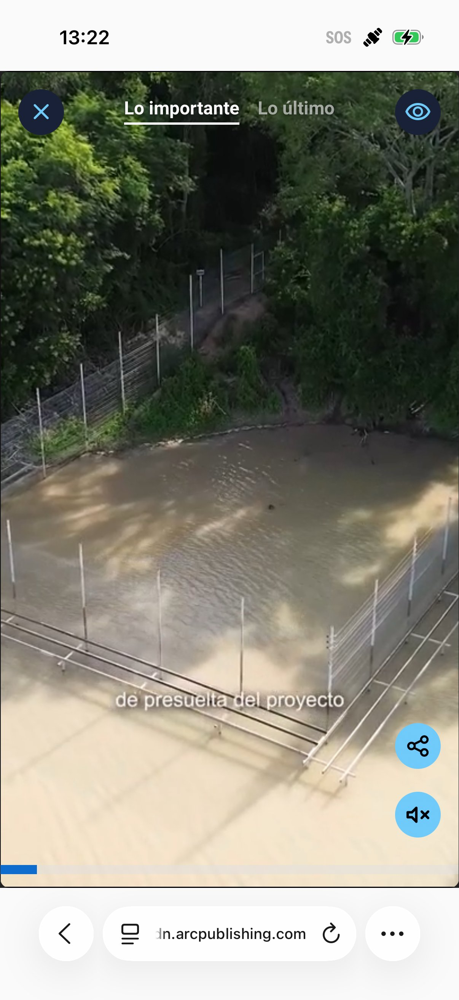 13:22
SOS
Lo importante
Lo último
de presuelta del proyecto
dn.arcpublishing.com